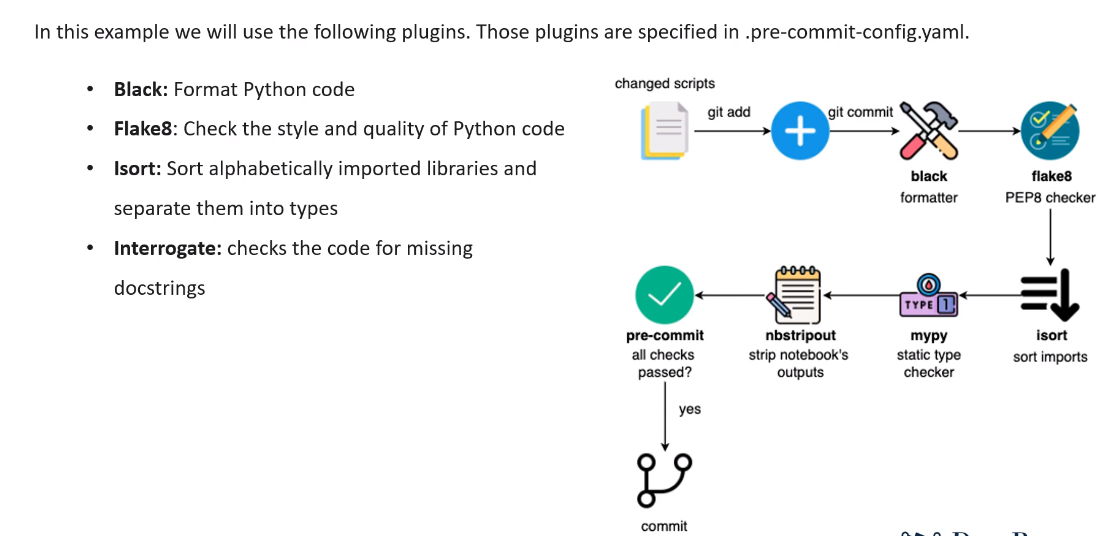 In this example we will use the following plugins. Those plugins are specified in .pre-commit-config.yaml.
• Black: Format Python code
• Flake8: Check the style and quality of Python code
• Isort: Sort alphabetically imported libraries and
separate them into types
• Interrogate: checks the code for missing
docstrings
changed scripts
git add
git commit
black
formatter
flake8
PEP8 checker
pre-commit
all checks
passed?
nbstripout
strip notebook's
outputs
TYPE 1
mypy
static type
checker
isort
sort imports
yes
commit